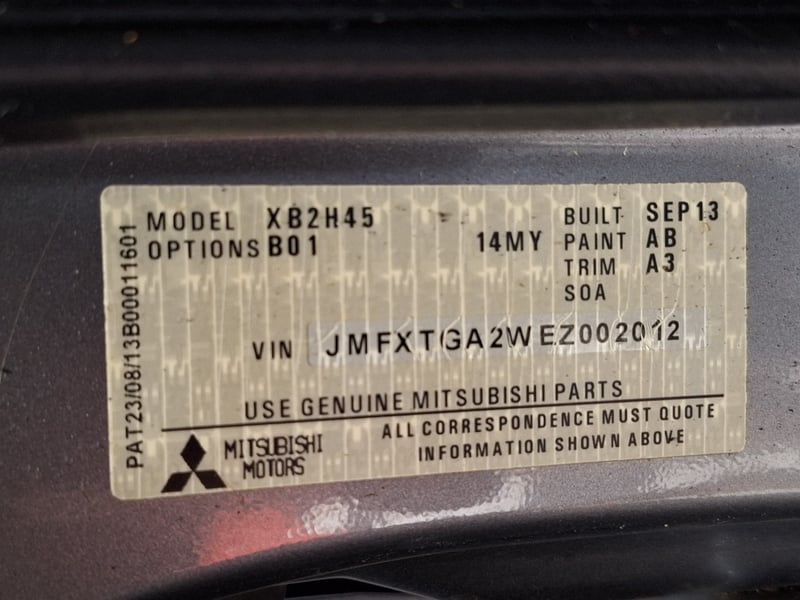 MODEL XB2H45 BUILT SEP13
OPTIONS B01 14MY PAINT AB
TRIM A3
SOA
VIN JMFXTGA2WEZ002012
USE GENUINE MITSUBISHI PARTS
MITSUBISHI
MOTORS
ALL CORRESPONDENCE MUST QUOTE
INFORMATION SHOWN ABOVE
PAT23/08/13B00011601